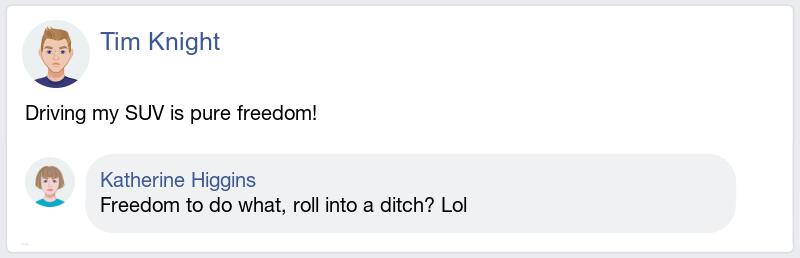 Tim Knight
Driving my SUV is pure freedom!
Katherine Higgins
Freedom to do what, roll into a ditch? Lol